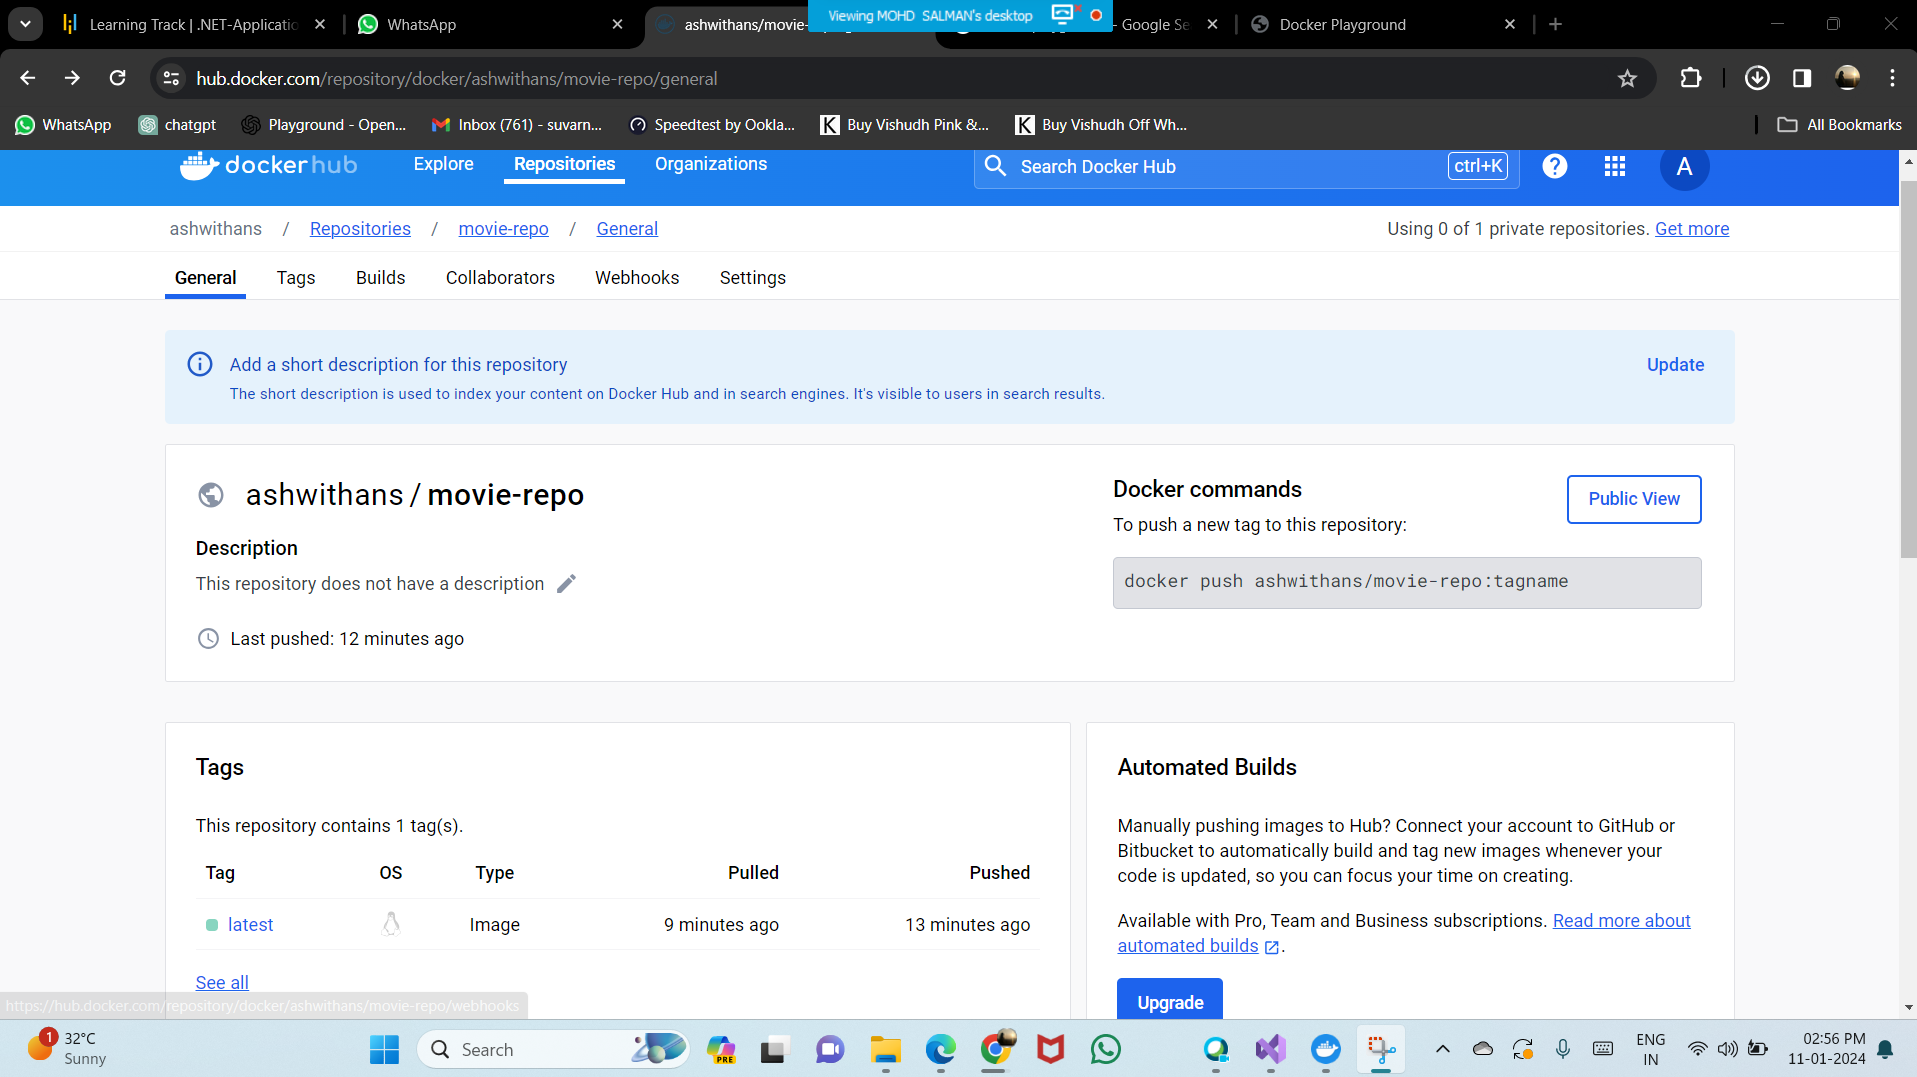 Learning Track | .NET-Applicatio
WhatsApp
ashwithans/movie-
Viewing MOHD SALMAN's desktop
- Google Se
Docker Playground
hub.docker.com/repository/docker/ashwithans/movie-repo/general
WhatsApp
chatgpt
Playground - Open...
Inbox (761) - suvarn...
Speedtest by Ookla...
Buy Vishudh Pink &...
Buy Vishudh Off Wh...
All Bookmarks
dockerhub
Explore
Repositories
Organizations
Search Docker Hub
ctrl+K
?
A
ashwithans / Repositories / movie-repo / General
Using 0 of 1 private repositories. Get more
General
Tags
Builds
Collaborators
Webhooks
Settings
Add a short description for this repository
Update
The short description is used to index your content on Docker Hub and in search engines. It's visible to users in search results.
ashwithans / movie-repo
Description
This repository does not have a description
Last pushed: 12 minutes ago
Docker commands
Public View
To push a new tag to this repository:
docker push ashwithans/movie-repo:tagname
Tags
This repository contains 1 tag(s).
Tag OS Type Pulled Pushed
latest Image 9 minutes ago 13 minutes ago
See all
Automated Builds
Manually pushing images to Hub? Connect your account to GitHub or
Bitbucket to automatically build and tag new images whenever your
code is updated, so you can focus your time on creating.
Available with Pro, Team and Business subscriptions. Read more about
automated builds .
Upgrade
https://hub.docker.com/repository/docker/ashwithans/movie-repo/webhooks
1
32°C
Sunny
Search
PRE
ENG
IN
02:56 PM
11-01-2024